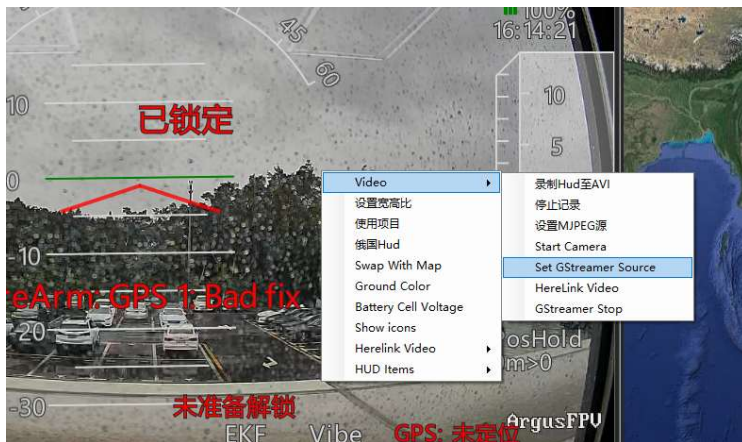 100%
16:14:21
45
60
10
已锁定
10
5
0
-10
eArm: GPS 1: Bad fix
-20
-30
未准备解锁
EKF Vibe GPS: 未定位
osHold
m>0
ArgusFPV
Video
设置宽高比
使用项目
俄国Hud
Swap With Map
Ground Color
Battery Cell Voltage
Show icons
Herelink Video
HUD Items
录制Hud至AVI
停止记录
设置MJPEG源
Start Camera
Set GStreamer Source
HereLink Video
GStreamer Stop